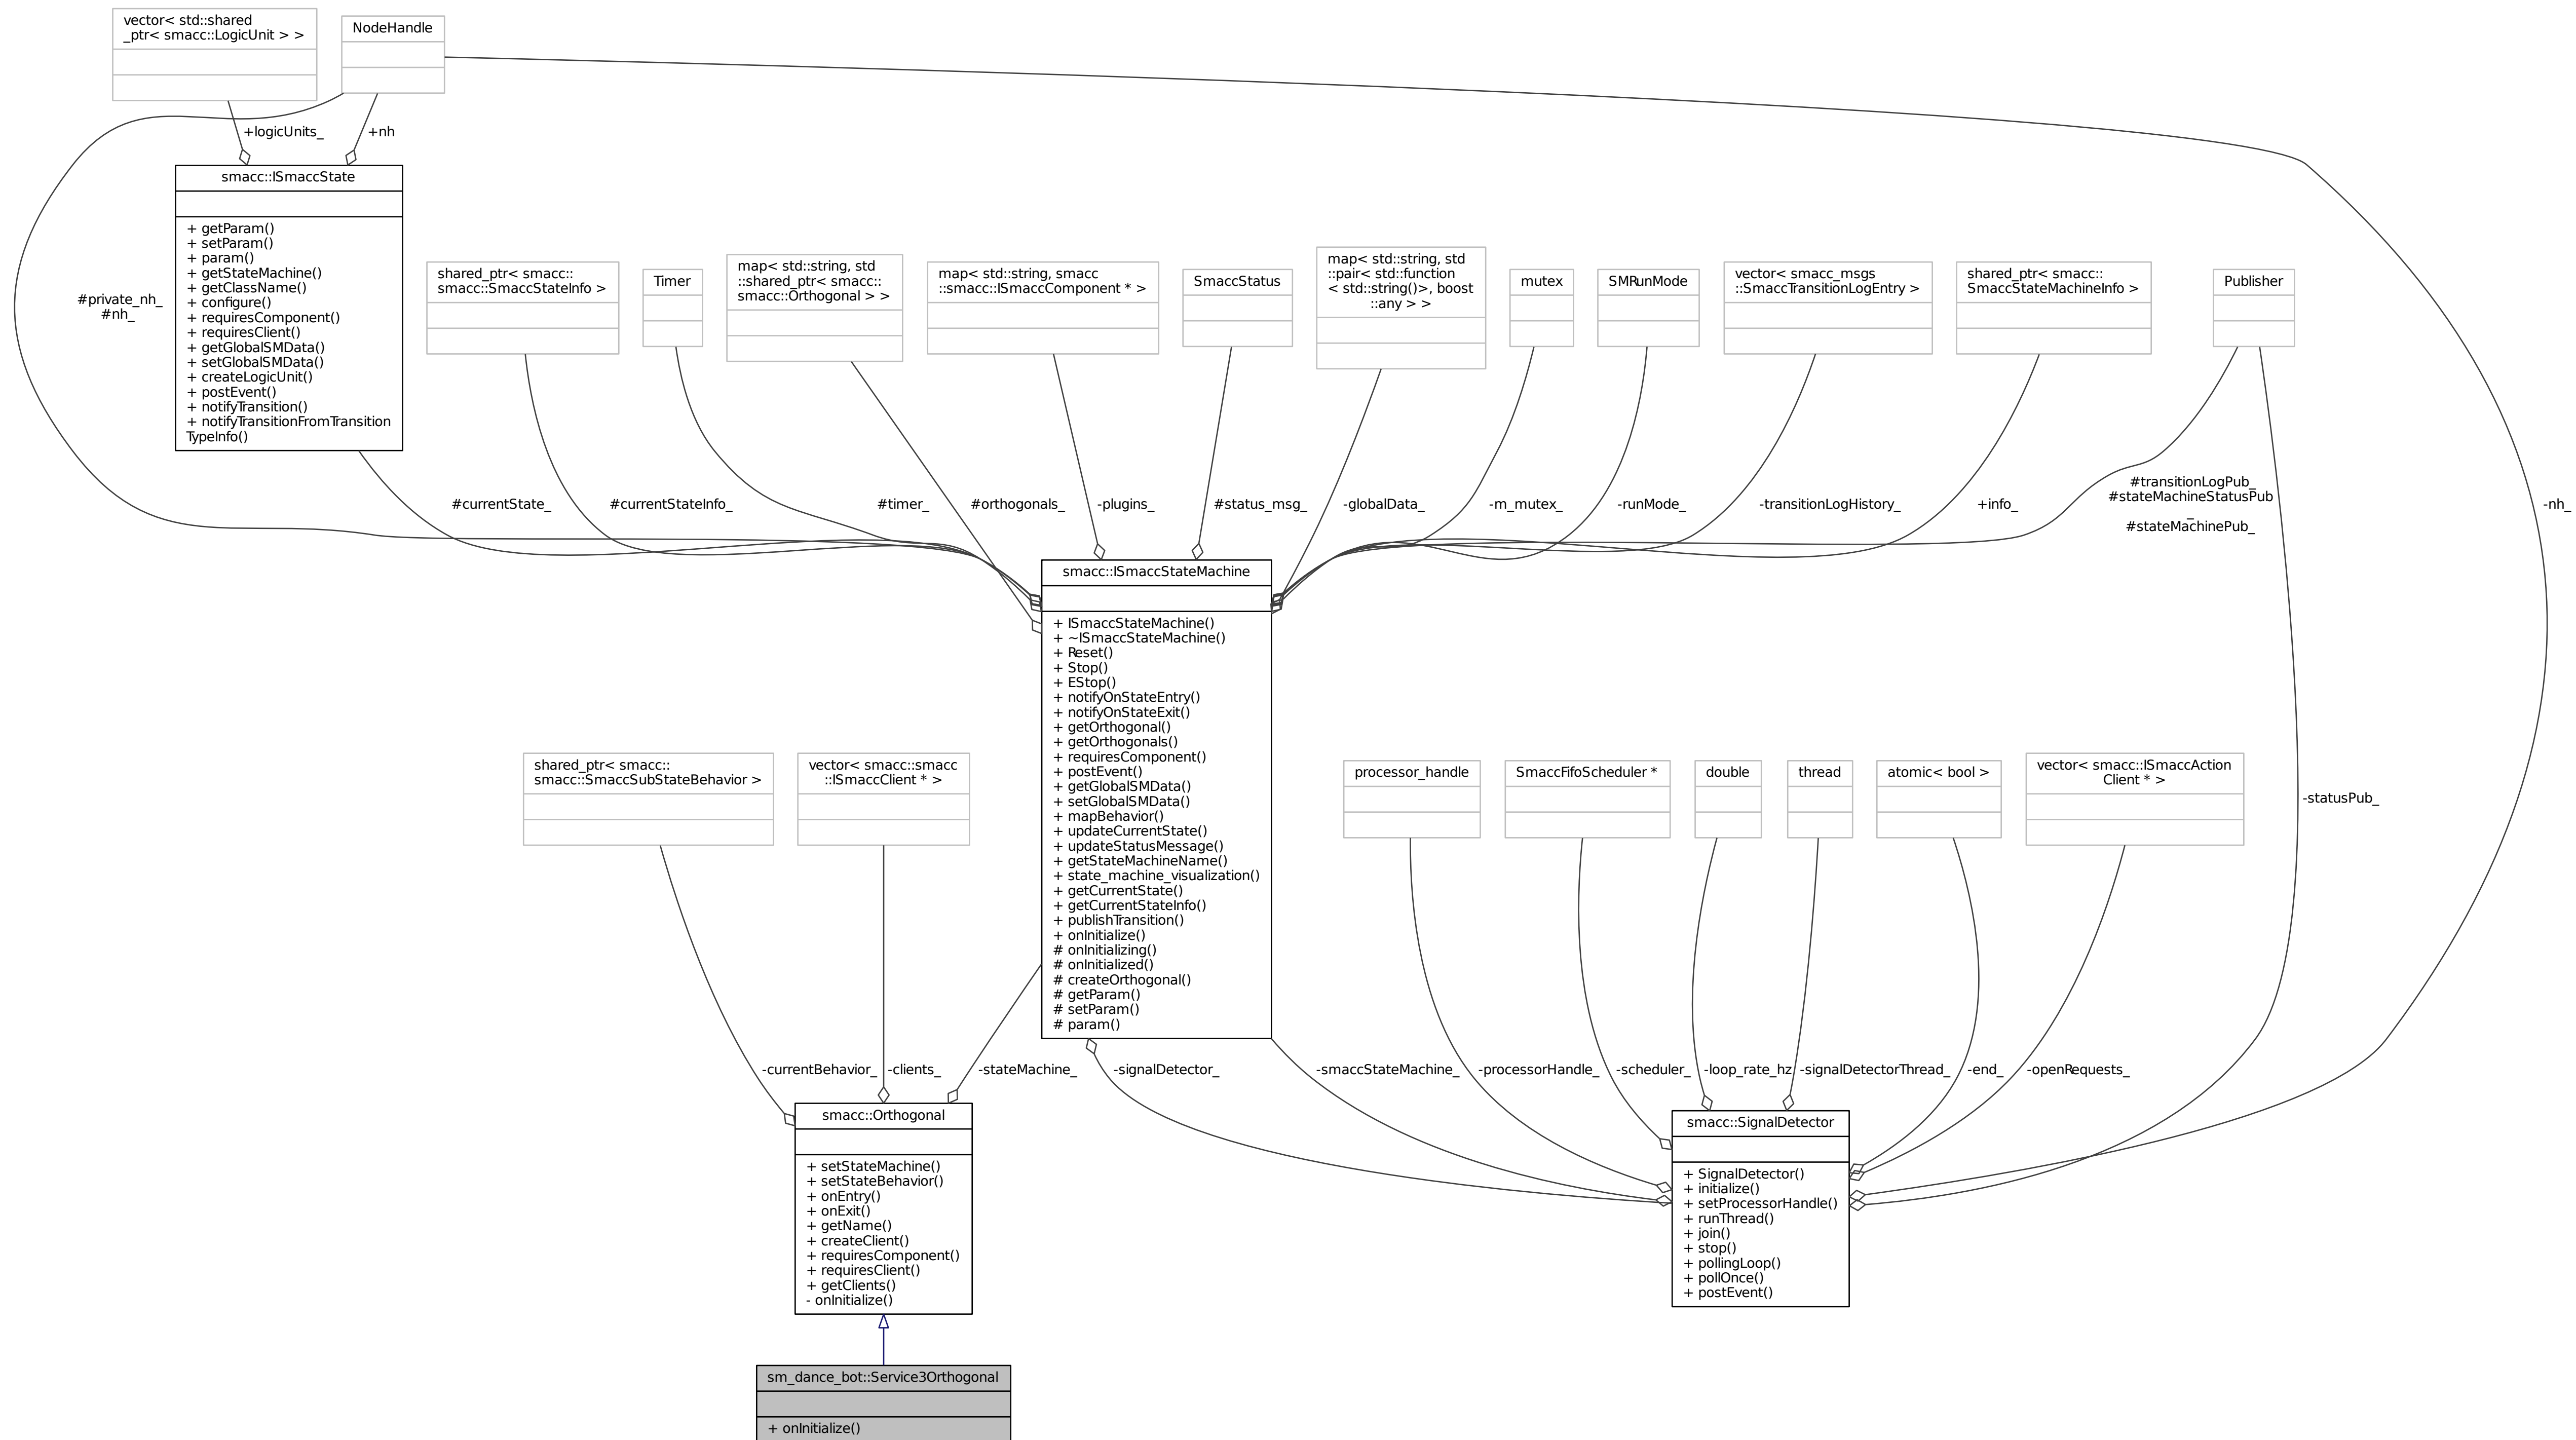 vector< std::shared
_ptr< smacc::LogicUnit > >
NodeHandle
+logicUnits_
+nh
smacc::ISmaccState
+ getParam()
+ setParam()
+ param()
+ getStateMachine()
+ getClassName()
+ configure()
+ requiresComponent()
+ requiresClient()
+ getGlobalSMData()
+ setGlobalSMData()
+ createLogicUnit()
+ postEvent()
+ notifyTransition()
+ notifyTransitionFromTransition
TypeInfo()
#private_nh_
#nh_
shared_ptr< smacc::
smacc::SmaccStateInfo >
Timer
map< std::string, std
::shared_ptr< smacc::
smacc::Orthogonal > >
map< std::string, smacc
::smacc::ISmaccComponent * >
SmaccStatus
map< std::string, std
::pair< std::function
< std::string()>, boost
::any > >
mutex
SMRunMode
vector< smacc_msgs
::SmaccTransitionLogEntry >
shared_ptr< smacc::
SmaccStateMachineInfo >
Publisher
#currentState_
#currentStateInfo_
#timer_
#orthogonals_
-plugins_
#status_msg_
-globalData_
-m_mutex_
-runMode_
-transitionLogHistory_
+info_
#transitionLogPub_
#stateMachineStatusPub
_
#stateMachinePub_
-nh_
smacc::ISmaccStateMachine
+ ISmaccStateMachine()
+ ~ISmaccStateMachine()
+ Reset()
+ Stop()
+ EStop()
+ notifyOnStateEntry()
+ notifyOnStateExit()
+ getOrthogonal()
+ getOrthogonals()
+ requiresComponent()
+ postEvent()
+ getGlobalSMData()
+ setGlobalSMData()
+ mapBehavior()
+ updateCurrentState()
+ updateStatusMessage()
+ getStateMachineName()
+ state_machine_visualization()
+ getCurrentState()
+ getCurrentStateInfo()
+ publishTransition()
+ onInitialize()
# onInitializing()
# onInitialized()
# createOrthogonal()
# getParam()
# setParam()
# param()
shared_ptr< smacc::
smacc::SmaccSubStateBehavior >
vector< smacc::smacc
::ISmaccClient * >
processor_handle
SmaccFifoScheduler *
double
thread
atomic< bool >
vector< smacc::ISmaccAction
Client * >
-statusPub_
-currentBehavior_
-clients_
-stateMachine_
-signalDetector_
-smaccStateMachine_
-processorHandle_
-scheduler_
-loop_rate_hz
-signalDetectorThread_
-end_
-openRequests_
smacc::Orthogonal
+ setStateMachine()
+ setStateBehavior()
+ onEntry()
+ onExit()
+ getName()
+ createClient()
+ requiresComponent()
+ requiresClient()
+ getClients()
- onInitialize()
smacc::SignalDetector
+ SignalDetector()
+ initialize()
+ setProcessorHandle()
+ runThread()
+ join()
+ stop()
+ pollingLoop()
+ pollOnce()
+ postEvent()
sm_dance_bot::Service3Orthogonal
+ onInitialize()